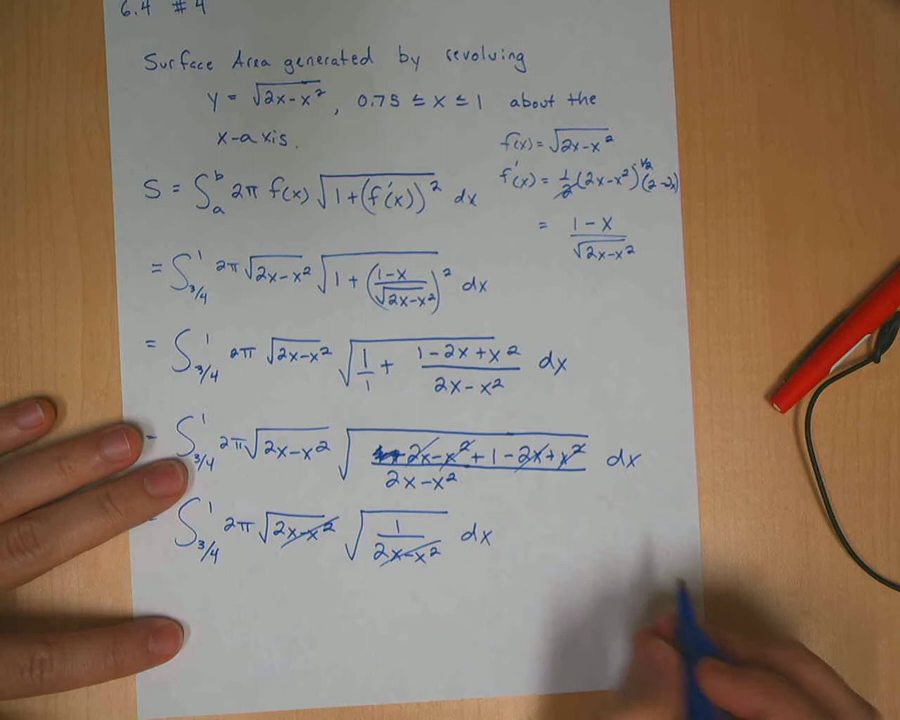 6.4 #4
Surface Area generated by revolving
y = √(2x-x²) , 0.75 ≤ x ≤ 1 about the
x-axis.
f(x) = √(2x-x²)
S = ∫_a^b 2π f(x) √(1+(f'(x))²) dx
f'(x) = 1/2 (2x-x²)^(-1/2) (2-2x)
= (1-x)/√(2x-x²)
= ∫_{3/4}^1 2π √(2x-x²) √(1 + ((1-x)/√(2x-x²))²) dx
= ∫_{3/4}^1 2π √(2x-x²) √(1/1 + (1-2x+x²)/(2x-x²)) dx
= ∫_{3/4}^1 2π √(2x-x²) √((2x-x²+1-2x+x²)/(2x-x²)) dx
= ∫_{3/4}^1 2π √(2x-x²) √(1/(2x-x²)) dx